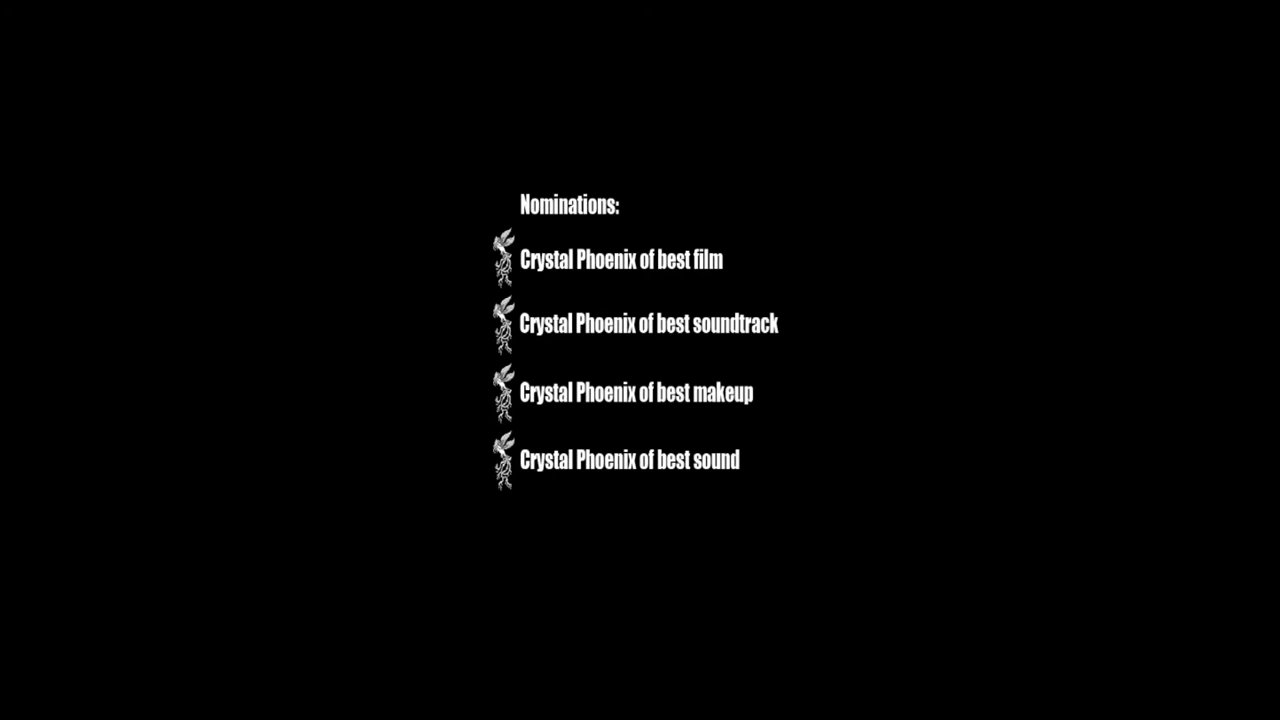 Nominations:
Crystal Phoenix of best film
Crystal Phoenix of best soundtrack
Crystal Phoenix of best makeup
Crystal Phoenix of best sound